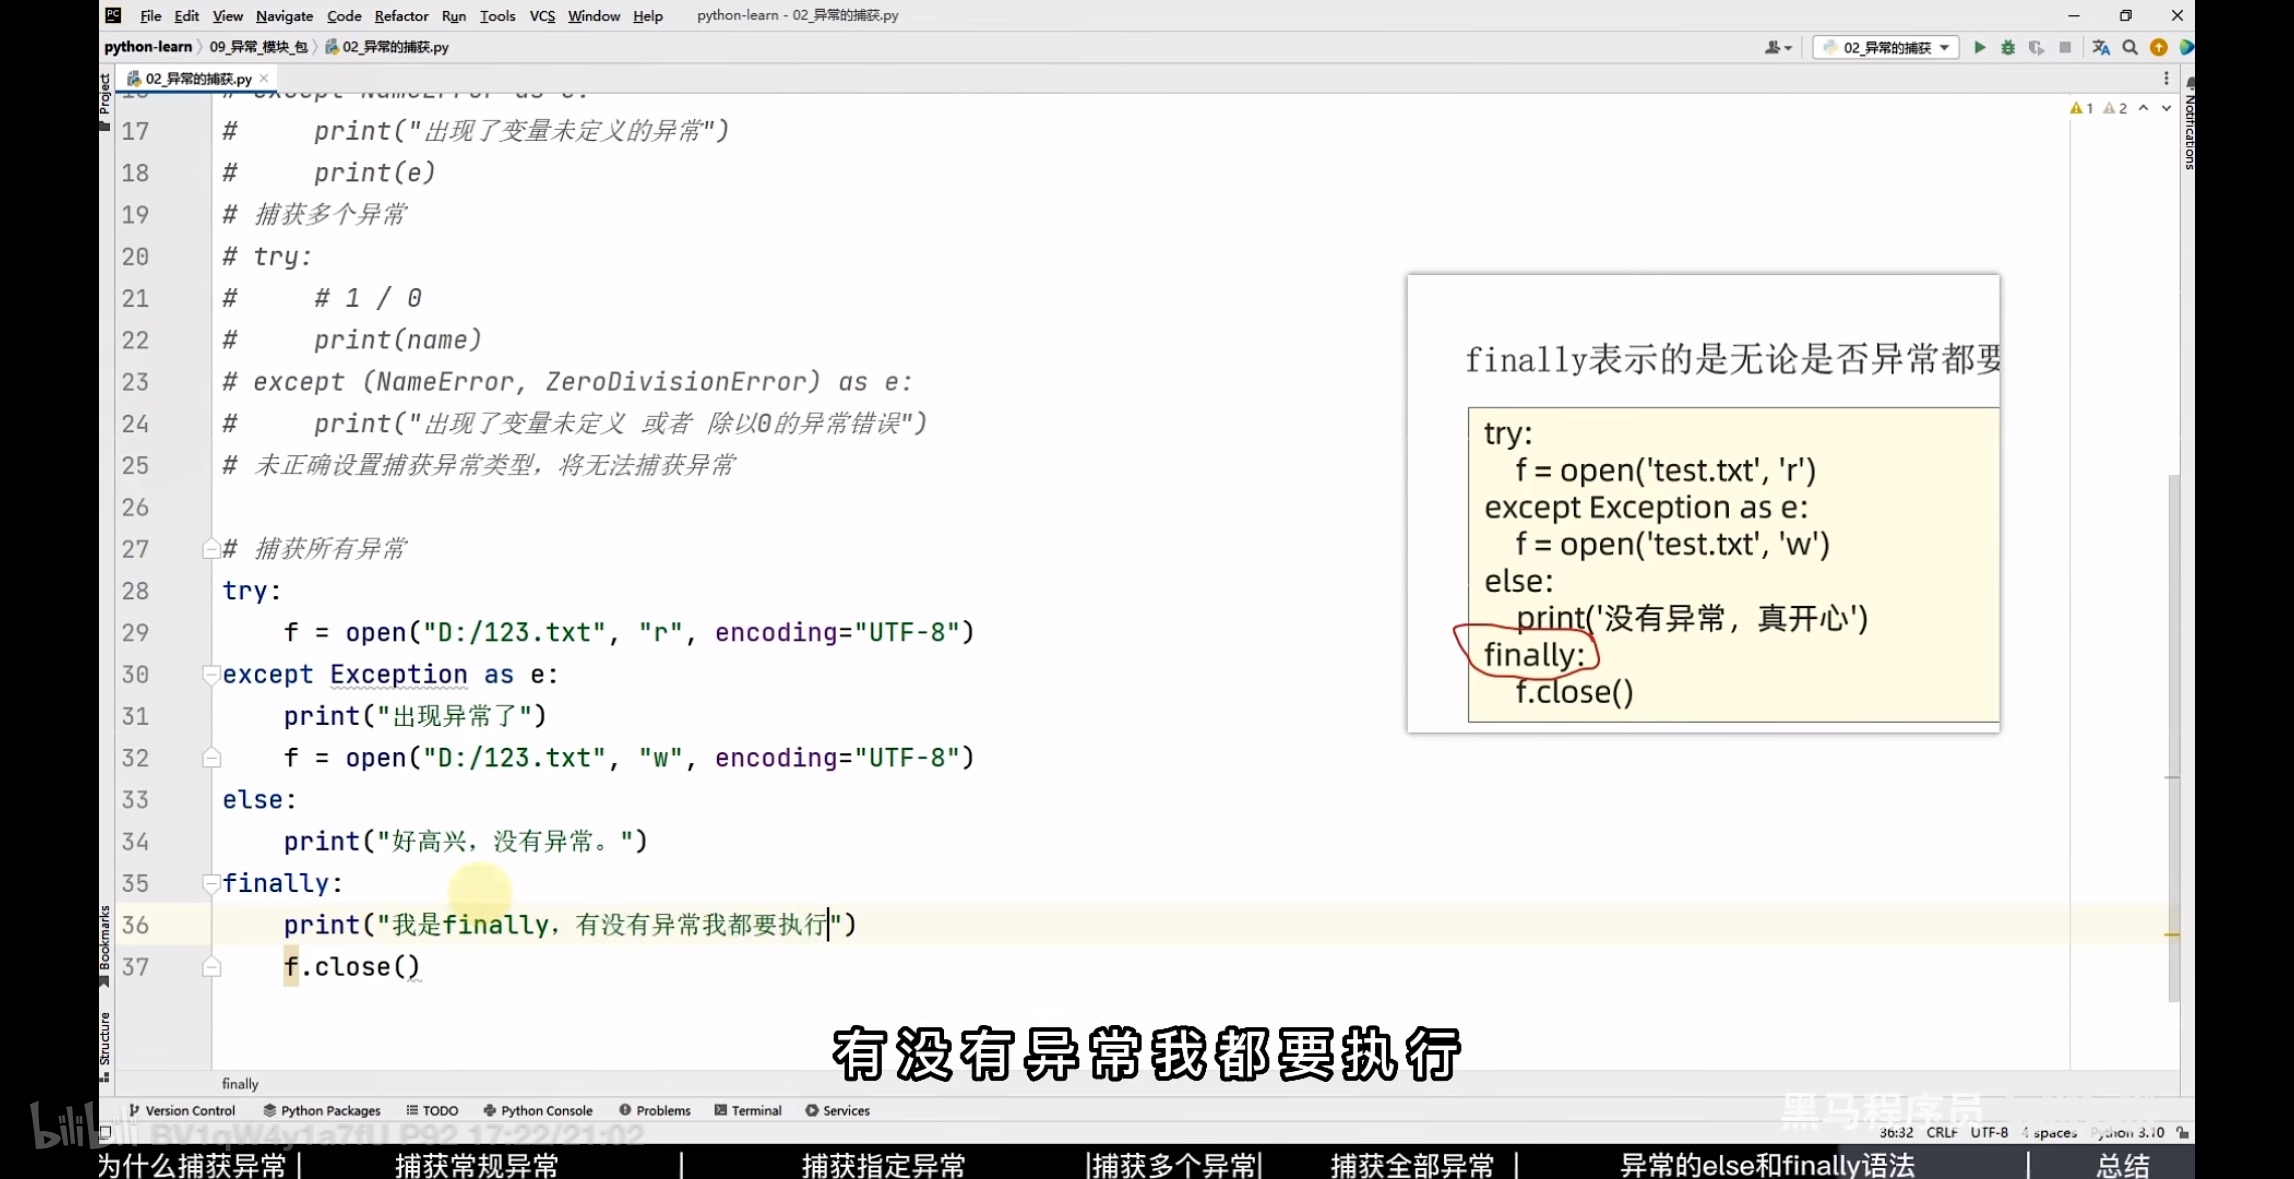 File Edit View Navigate Code Refactor Run Tools VCS Window Help python-learn - 02_异常的捕获.py
python-learn 09_异常_模块_包 02_异常的捕获.py 02_异常的捕获
02_异常的捕获.py
Project
Notifications
1 2
16 # except NameError as e:
17 # print("出现了变量未定义的异常")
18 # print(e)
19 # 捕获多个异常
20 # try:
21 # # 1 / 0
22 # print(name)
23 # except (NameError, ZeroDivisionError) as e:
24 # print("出现了变量未定义 或者 除以0的异常错误")
25 # 未正确设置捕获异常类型，将无法捕获异常
26
27 # 捕获所有异常
28 try:
29 f = open("D:/123.txt", "r", encoding="UTF-8")
30 except Exception as e:
31 print("出现异常了")
32 f = open("D:/123.txt", "w", encoding="UTF-8")
33 else:
34 print("好高兴，没有异常。")
35 finally:
36 print("我是finally，有没有异常我都要执行")
37 f.close()
finally表示的是无论是否异常都要
try:
f = open('test.txt', 'r')
except Exception as e:
f = open('test.txt', 'w')
else:
print('没有异常，真开心')
finally:
f.close()
Bookmarks
Structure
有没有异常我都要执行
finally
Version Control Python Packages TODO Python Console Problems Terminal Services
黑马程序员
bilibili BV1qW4y1a7fU P92 17:22/21:02
36:32 CRLF UTF-8 4 spaces Python 3.10
为什么捕获异常 | 捕获常规异常 | 捕获指定异常 | 捕获多个异常 | 捕获全部异常 | 异常的else和finally语法 | 总结